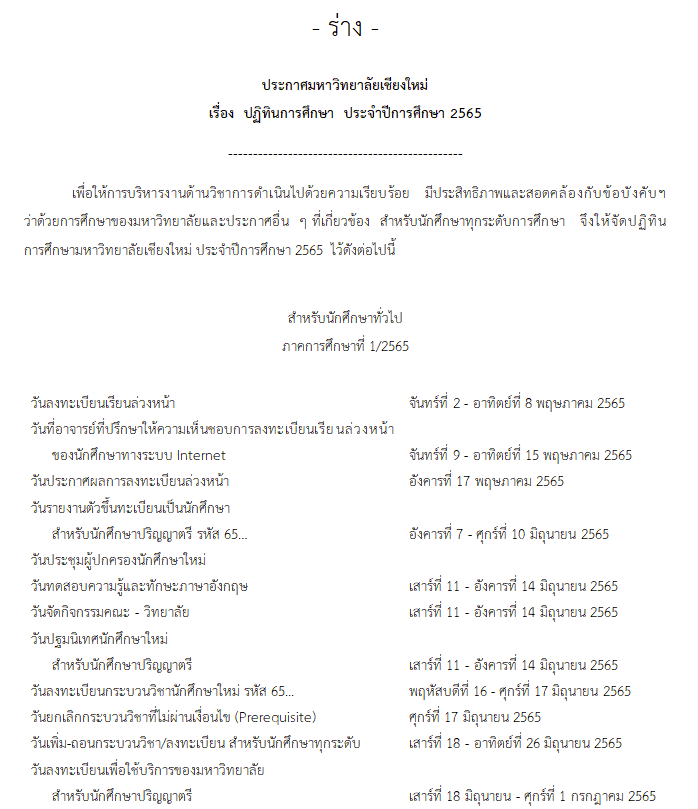 - ร่าง -
ประกาศมหาวิทยาลัยเชียงใหม่
เรื่อง ปฏิทินการศึกษา ประจำปีการศึกษา 2565
-----------------------------------------------
เพื่อให้การบริหารงานด้านวิชาการดำเนินไปด้วยความเรียบร้อย มีประสิทธิภาพและสอดคล้องกับข้อบังคับฯ
ว่าด้วยการศึกษาของมหาวิทยาลัยและประกาศอื่น ๆ ที่เกี่ยวข้อง สำหรับนักศึกษาทุกระดับการศึกษา จึงให้จัดปฏิทิน
การศึกษามหาวิทยาลัยเชียงใหม่ ประจำปีการศึกษา 2565 ไว้ดังต่อไปนี้
สำหรับนักศึกษาทั่วไป
ภาคการศึกษาที่ 1/2565
วันลงทะเบียนเรียนล่วงหน้า จันทร์ที่ 2 - อาทิตย์ที่ 8 พฤษภาคม 2565
วันที่อาจารย์ที่ปรึกษาให้ความเห็นชอบการลงทะเบียนเรียนล่วงหน้า
ของนักศึกษาทางระบบ Internet จันทร์ที่ 9 - อาทิตย์ที่ 15 พฤษภาคม 2565
วันประกาศผลการลงทะเบียนล่วงหน้า อังคารที่ 17 พฤษภาคม 2565
วันรายงานตัวขึ้นทะเบียนเป็นนักศึกษา
สำหรับนักศึกษาปริญญาตรี รหัส 65... อังคารที่ 7 - ศุกร์ที่ 10 มิถุนายน 2565
วันประชุมผู้ปกครองนักศึกษาใหม่
วันทดสอบความรู้และทักษะภาษาอังกฤษ เสาร์ที่ 11 - อังคารที่ 14 มิถุนายน 2565
วันจัดกิจกรรมคณะ - วิทยาลัย เสาร์ที่ 11 - อังคารที่ 14 มิถุนายน 2565
วันปฐมนิเทศนักศึกษาใหม่
สำหรับนักศึกษาปริญญาตรี เสาร์ที่ 11 - อังคารที่ 14 มิถุนายน 2565
วันลงทะเบียนกระบวนวิชานักศึกษาใหม่ รหัส 65... พฤหัสบดีที่ 16 - ศุกร์ที่ 17 มิถุนายน 2565
วันยกเลิกกระบวนวิชาที่ไม่ผ่านเงื่อนไข (Prerequisite) ศุกร์ที่ 17 มิถุนายน 2565
วันเพิ่ม-ถอนกระบวนวิชา/ลงทะเบียน สำหรับนักศึกษาทุกระดับ เสาร์ที่ 18 - อาทิตย์ที่ 26 มิถุนายน 2565
วันลงทะเบียนเพื่อใช้บริการของมหาวิทยาลัย
สำหรับนักศึกษาปริญญาตรี เสาร์ที่ 18 มิถุนายน - ศุกร์ที่ 1 กรกฎาคม 2565